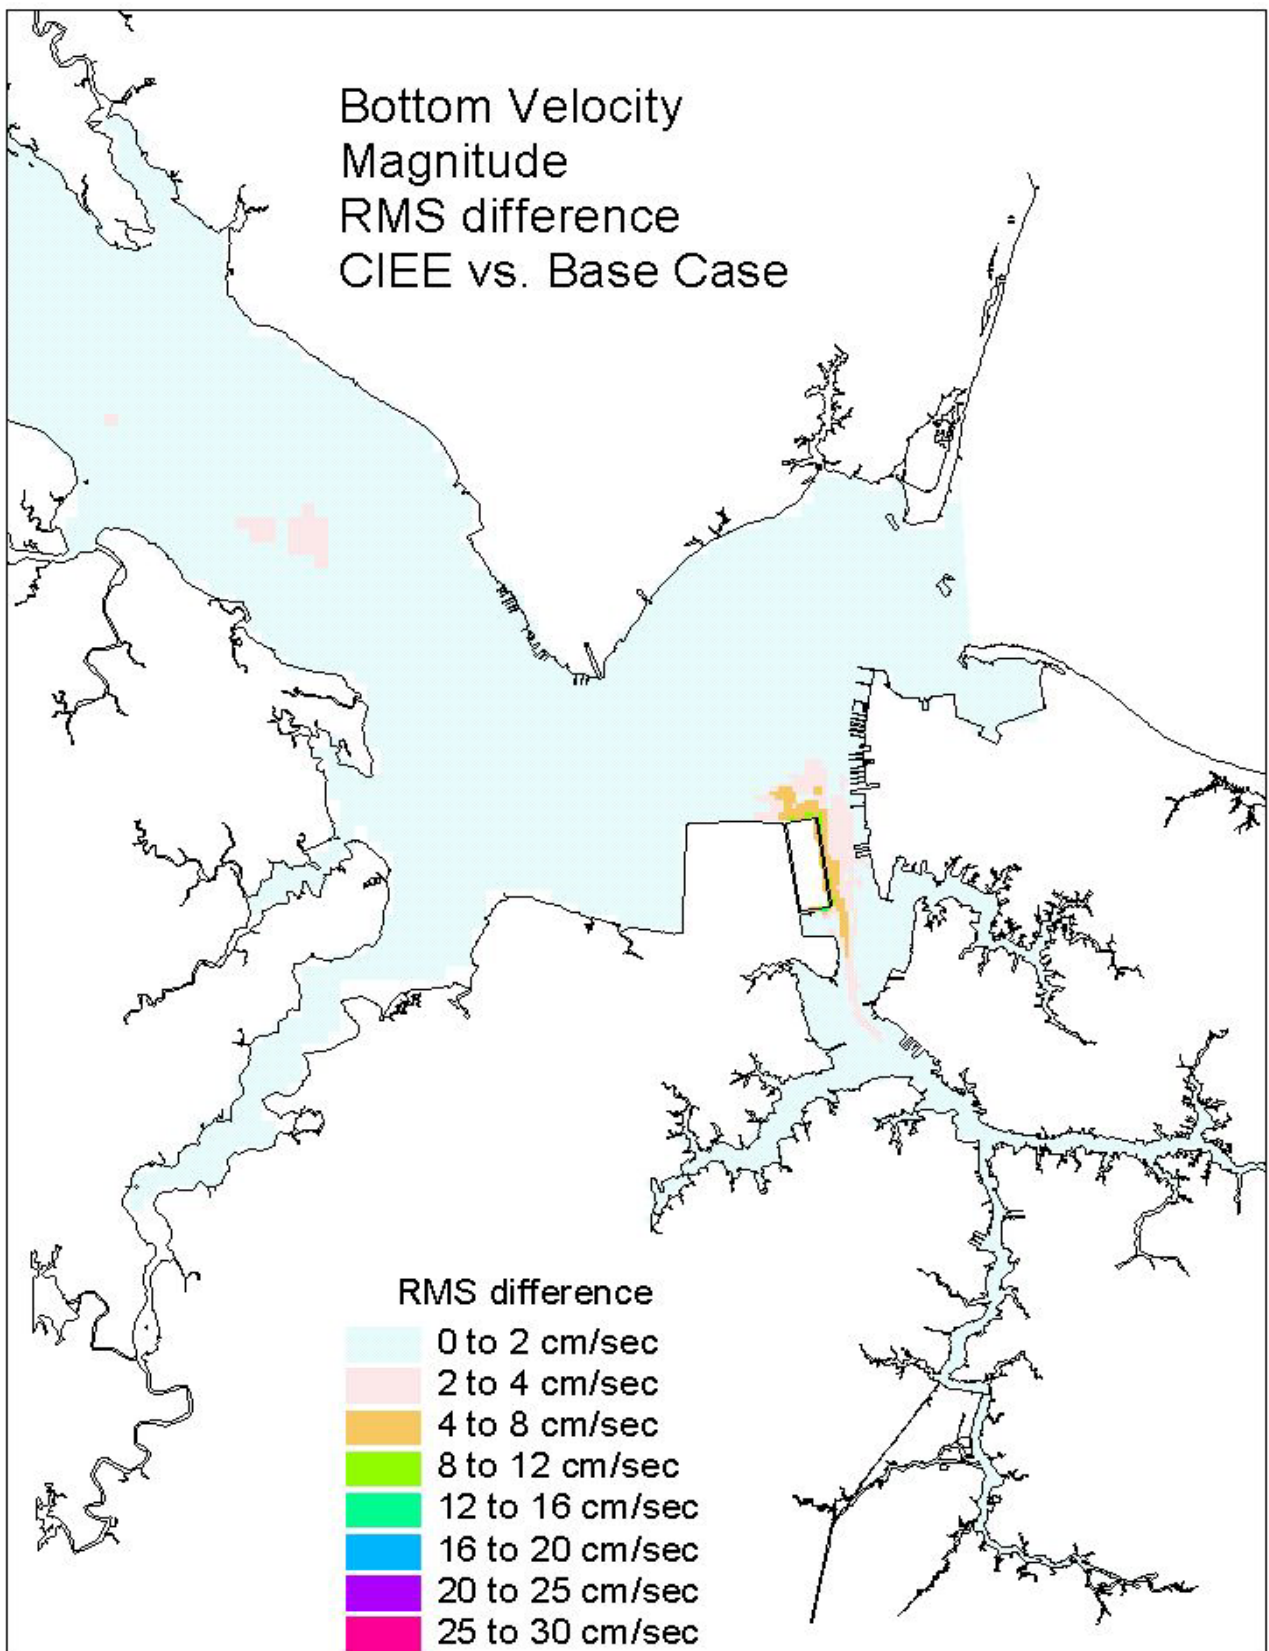 Bottom Velocity
Magnitude
RMS difference
CIEE vs. Base Case
RMS difference
0 to 2 cm/sec
2 to 4 cm/sec
4 to 8 cm/sec
8 to 12 cm/sec
12 to 16 cm/sec
16 to 20 cm/sec
20 to 25 cm/sec
25 to 30 cm/sec